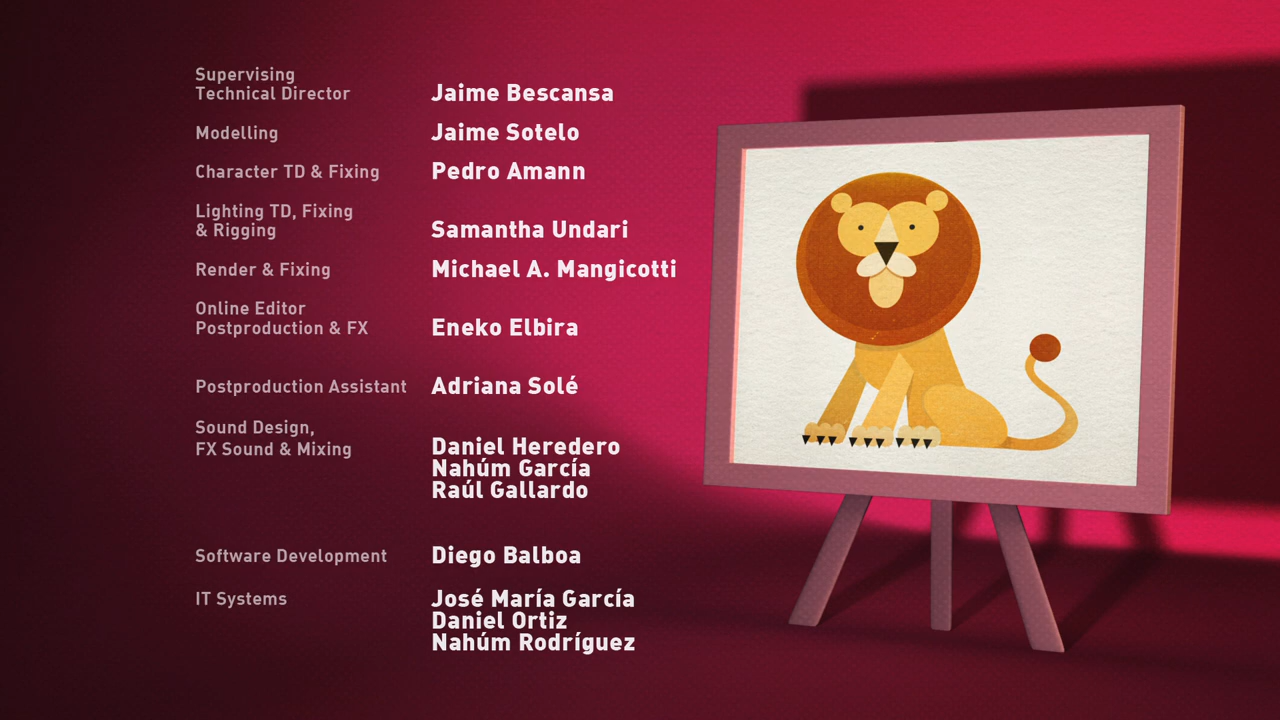 Supervising
Technical Director Jaime Bescansa
Modelling Jaime Sotelo
Character TD & Fixing Pedro Amann
Lighting TD, Fixing
& Rigging Samantha Undari
Render & Fixing Michael A. Mangicotti
Online Editor
Postproduction & FX Eneko Elbira
Postproduction Assistant Adriana Solé
Sound Design,
FX Sound & Mixing Daniel Heredero
Nahúm García
Raúl Gallardo
Software Development Diego Balboa
IT Systems José María García
Daniel Ortiz
Nahúm Rodríguez